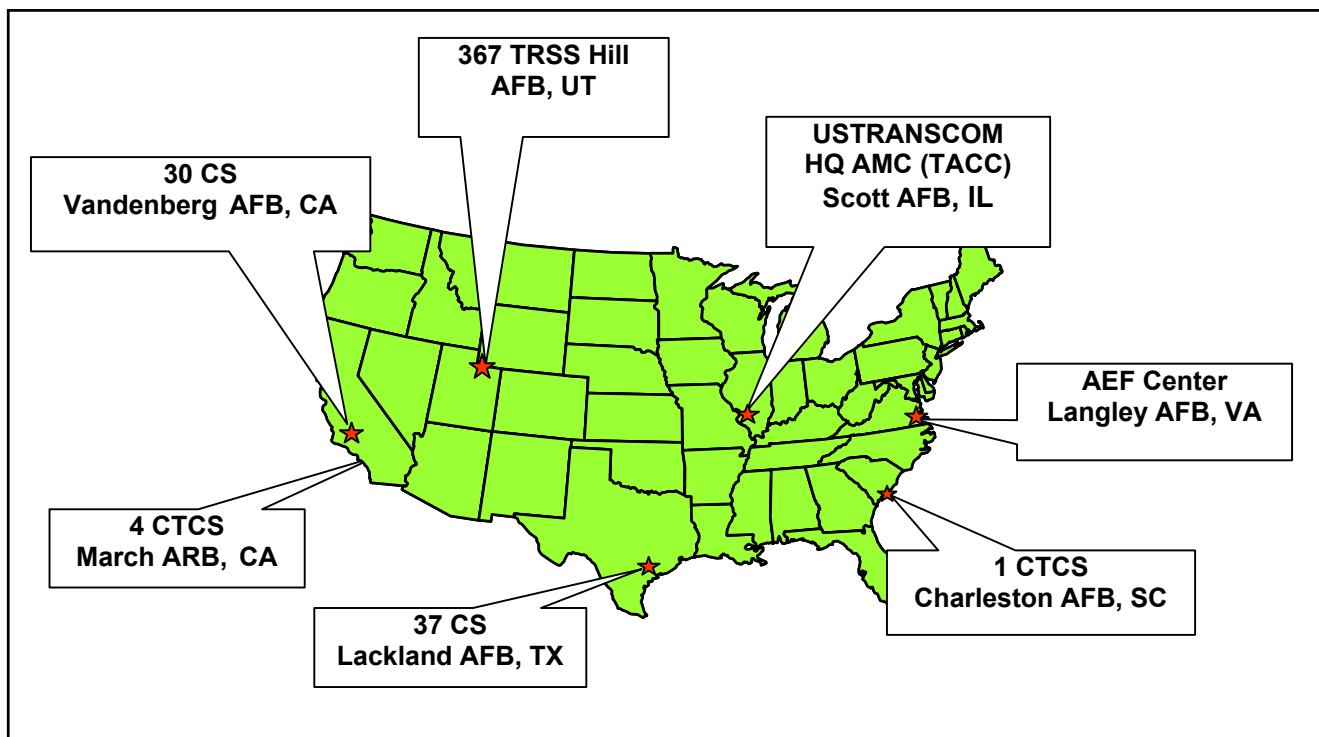 367 TRSS Hill
AFB, UT
USTRANSCOM
HQ AMC (TACC)
Scott AFB, IL
30 CS
Vandenberg AFB, CA
AEF Center
Langley AFB, VA
4 CTCS
March ARB, CA
1 CTCS
Charleston AFB, SC
37 CS
Lackland AFB, TX